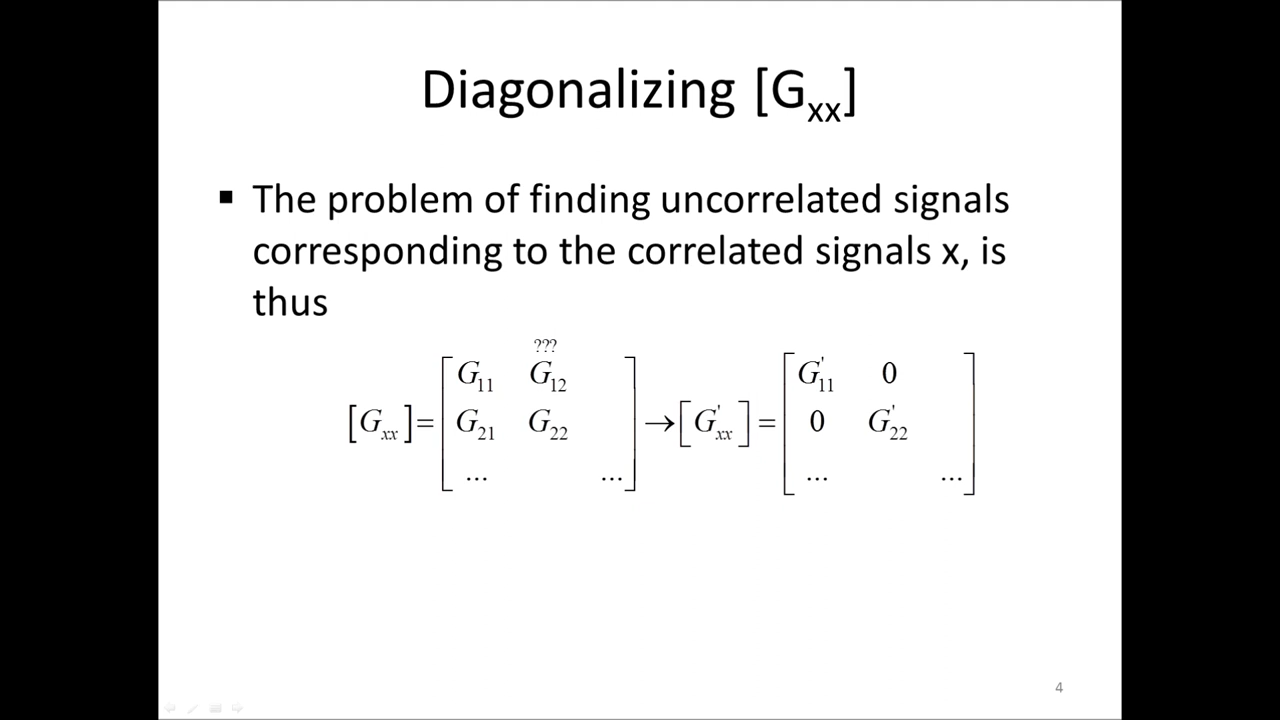 Diagonalizing [Gxx]
▪ The problem of finding uncorrelated signals
corresponding to the correlated signals x, is
thus
???
[Gxx] = [G11 G12
G21 G22
... ...] → [G'xx] = [G'11 0
0 G'22
... ...]
4